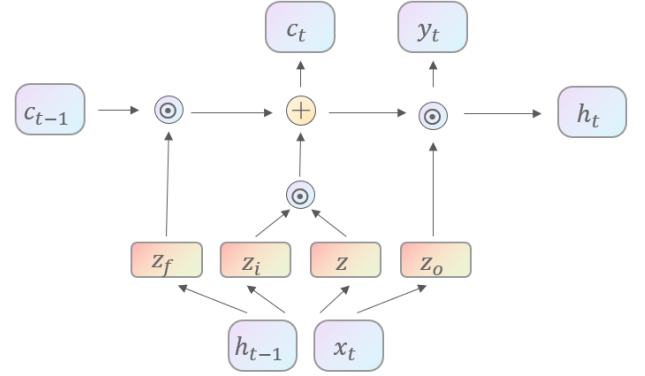 c_t y_t
c_{t-1} ⊙ + ⊙ h_t
⊙
z_f z_i z z_o
h_{t-1} x_t